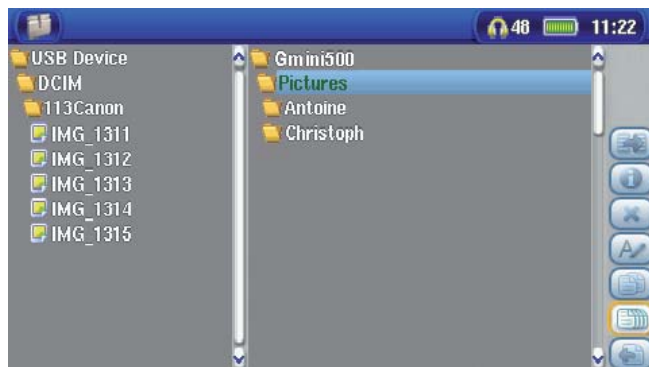 48 11:22
USB Device
DCIM
113Canon
IMG_1311
IMG_1312
IMG_1313
IMG_1314
IMG_1315
Gmini500
Pictures
Antoine
Christoph